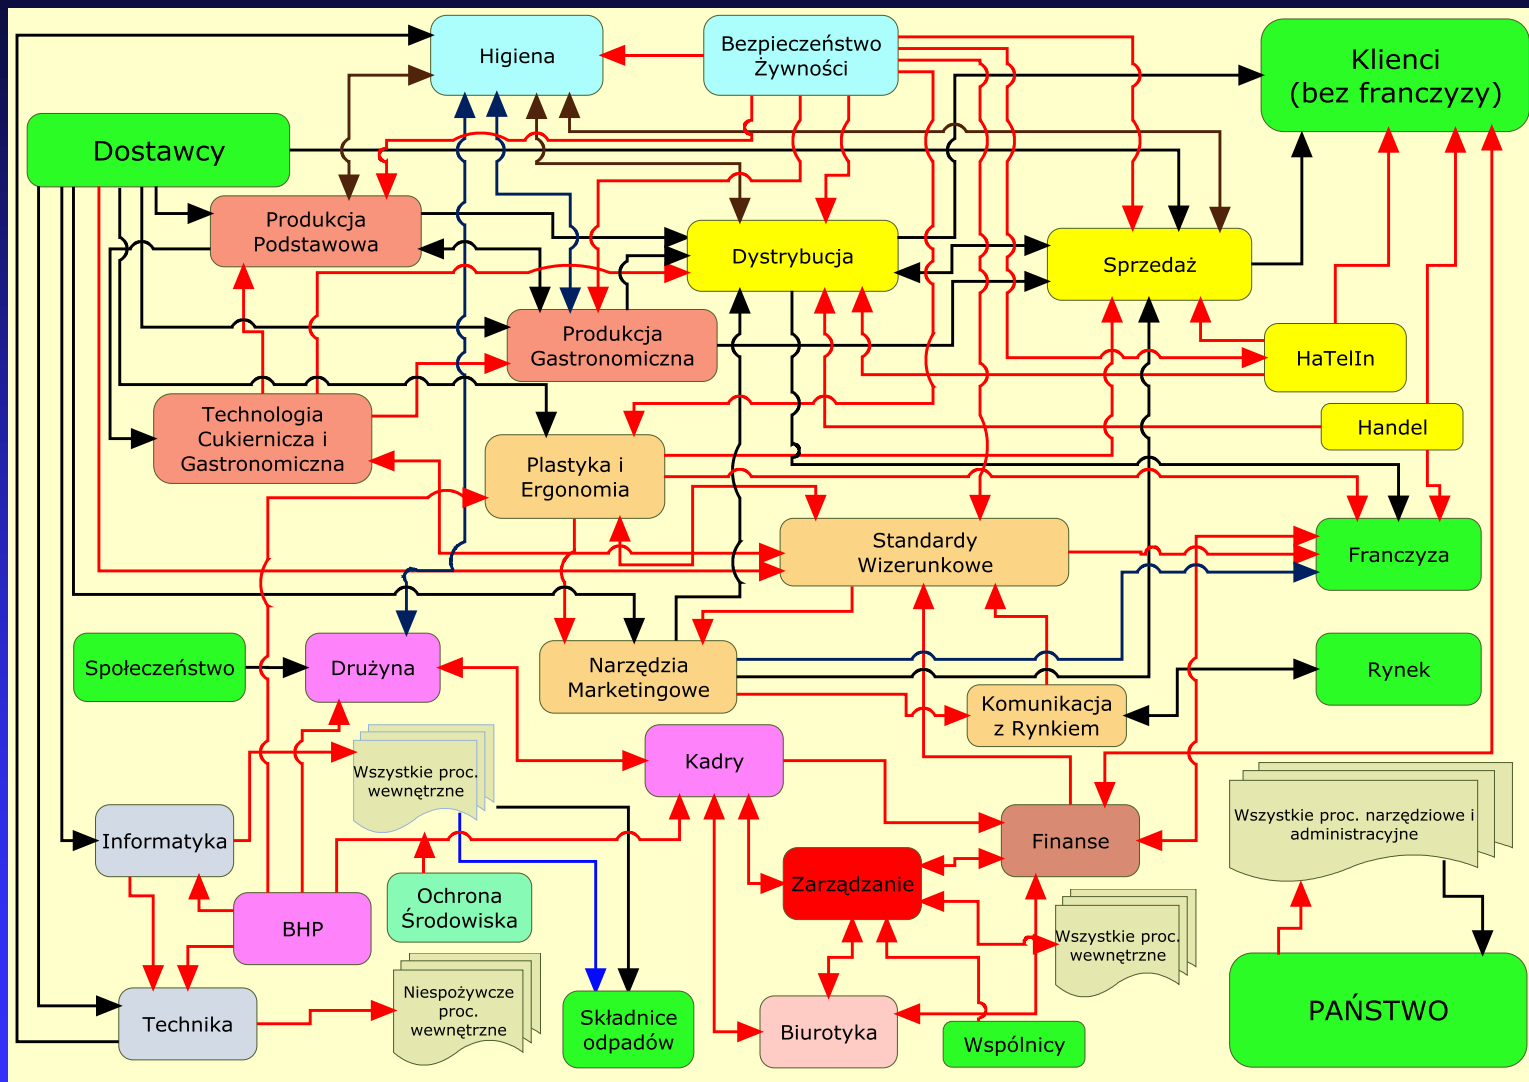 Higiena
Bezpieczeństwo
Żywności
Klienci
(bez franczyzy)
Dostawcy
Produkcja
Podstawowa
Dystrybucja
Sprzedaż
Produkcja
Gastronomiczna
HaTelIn
Technologia
Cukiernicza i
Gastronomiczna
Handel
Plastyka i
Ergonomia
Standardy
Wizerunkowe
Franczyza
Społeczeństwo
Drużyna
Narzędzia
Marketingowe
Rynek
Komunikacja
z Rynkiem
Wszystkie proc.
wewnętrzne
Kadry
Informatyka
Finanse
Wszystkie proc. narzędziowe i
administracyjne
Zarządzanie
Ochrona
Środowiska
BHP
Wszystkie proc.
wewnętrzne
Niespożywcze
proc.
wewnętrzne
Technika
Składnice
odpadów
Biurotyka
Wspólnicy
PAŃSTWO